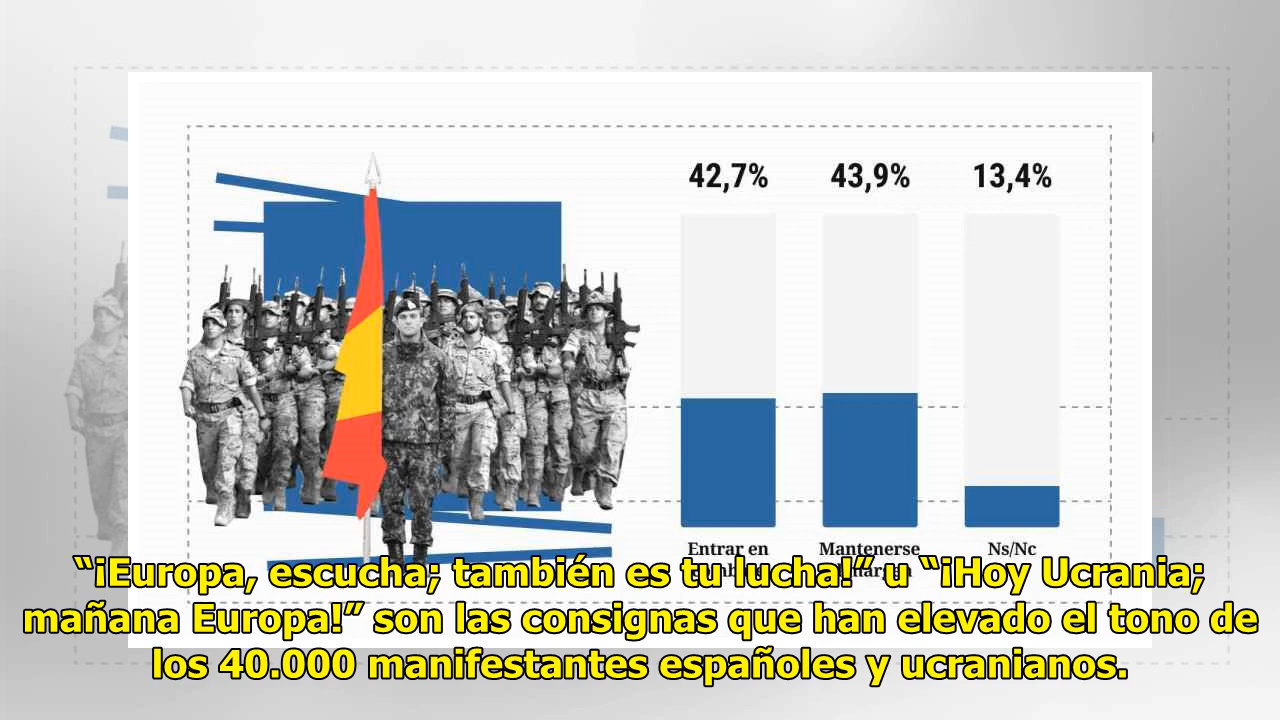 42,7% 43,9% 13,4%
Entrar en Mantenerse Ns/Nc
“¡Europa, escucha; también es tu lucha!” u “¡Hoy Ucrania;
mañana Europa!” son las consignas que han elevado el tono de
los 40.000 manifestantes españoles y ucranianos.